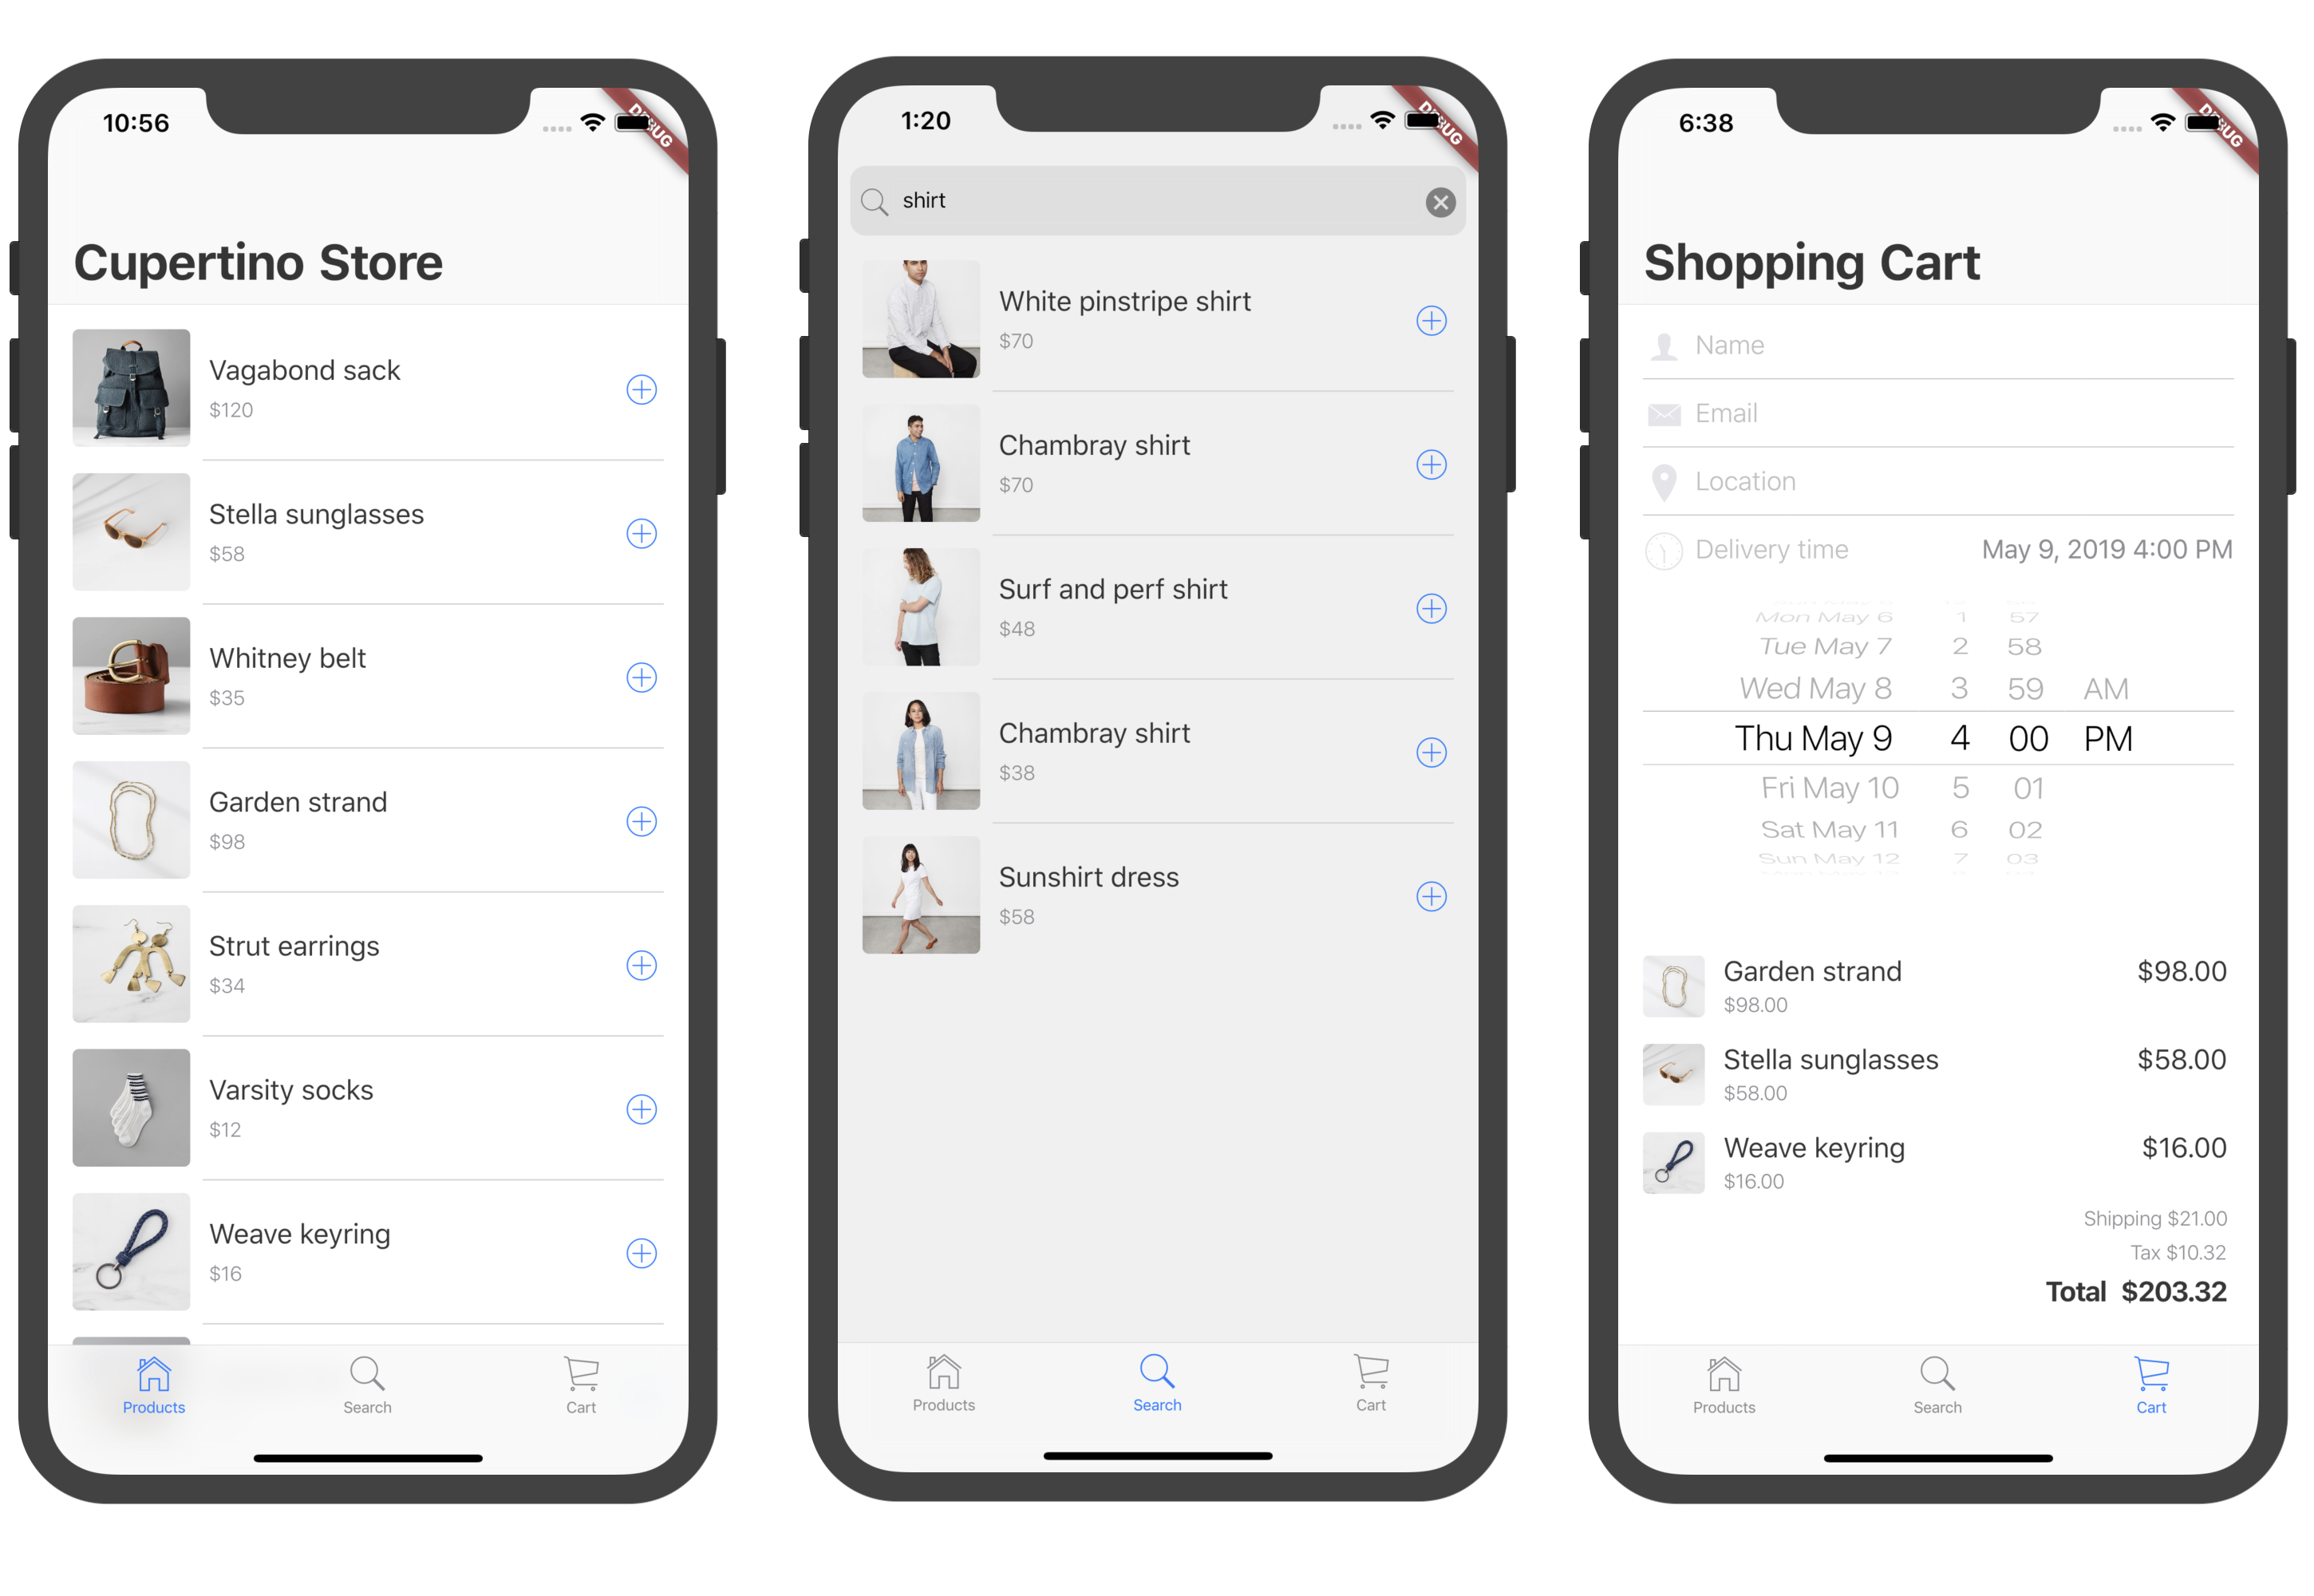 10:56
DEBUG
Cupertino Store
Vagabond sack
$120
Stella sunglasses
$58
Whitney belt
$35
Garden strand
$98
Strut earrings
$34
Varsity socks
$12
Weave keyring
$16
Products
Search
Cart
1:20
DEBUG
shirt
White pinstripe shirt
$70
Chambray shirt
$70
Surf and perf shirt
$48
Chambray shirt
$38
Sunshirt dress
$58
Products
Search
Cart
6:38
DEBUG
Shopping Cart
Name
Email
Location
Delivery time May 9, 2019 4:00 PM
Mon May 6 1 57
Tue May 7 2 58
Wed May 8 3 59 AM
Thu May 9 4 00 PM
Fri May 10 5 01
Sat May 11 6 02
Sun May 12 7 03
Garden strand $98.00
$98.00
Stella sunglasses $58.00
$58.00
Weave keyring $16.00
$16.00
Shipping $21.00
Tax $10.32
Total $203.32
Products
Search
Cart